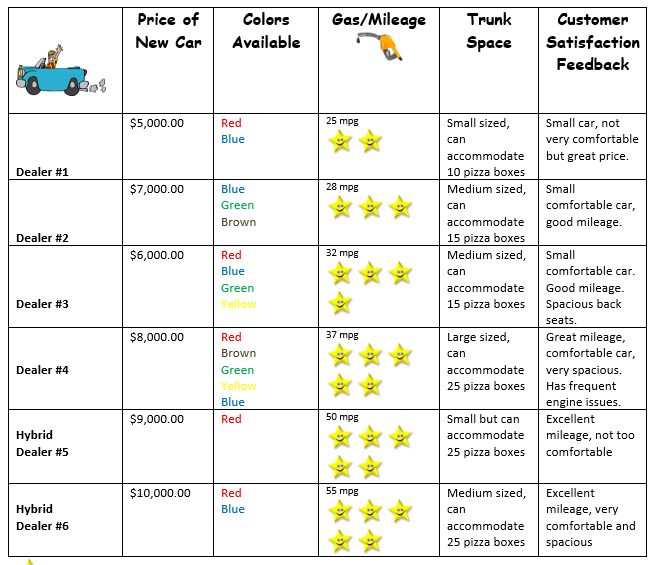 Price of New Car
Colors Available
Gas/Mileage
Trunk Space
Customer Satisfaction Feedback
Dealer #1
$5,000.00
Red
Blue
25 mpg
Small sized,
can
accommodate
10 pizza boxes
Small car, not
very comfortable
but great price.
Dealer #2
$7,000.00
Blue
Green
Brown
28 mpg
Medium sized,
can
accommodate
15 pizza boxes
Small
comfortable car,
good mileage.
Dealer #3
$6,000.00
Red
Blue
Green
Yellow
32 mpg
Medium sized,
can
accommodate
15 pizza boxes
Small
comfortable car.
Good mileage.
Spacious back
seats.
Dealer #4
$8,000.00
Red
Brown
Green
Yellow
Blue
37 mpg
Large sized,
can
accommodate
25 pizza boxes
Great mileage,
comfortable car,
very spacious.
Has frequent
engine issues.
Hybrid
Dealer #5
$9,000.00
Red
50 mpg
Small but can
accommodate
25 pizza boxes
Excellent
mileage, not too
comfortable
Hybrid
Dealer #6
$10,000.00
Red
Blue
55 mpg
Medium sized,
can
accommodate
25 pizza boxes
Excellent
mileage, very
comfortable and
spacious